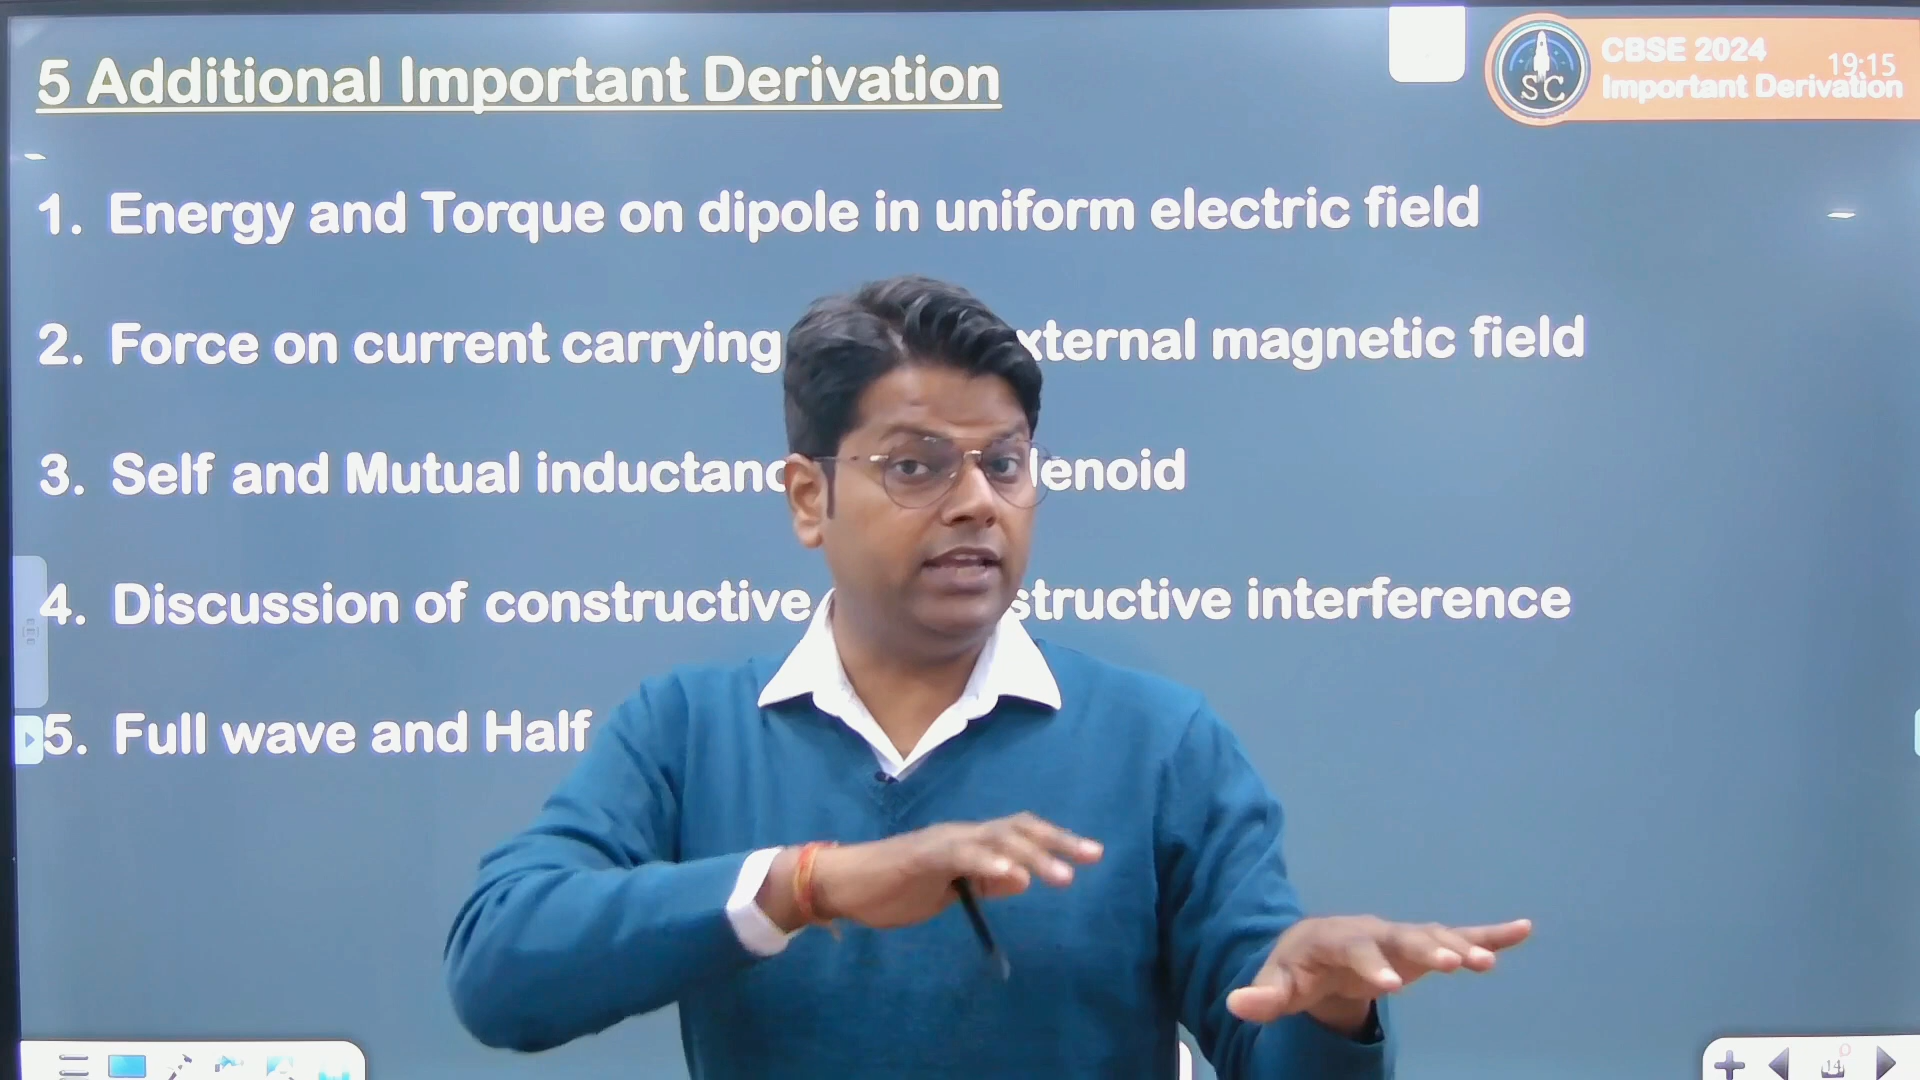 5 Additional Important Derivation
CBSE 2024
19:15
Important Derivation
SC
1. Energy and Torque on dipole in uniform electric field
2. Force on current carrying xternal magnetic field
3. Self and Mutual inductanc lenoid
4. Discussion of constructive structive interference
5. Full wave and Half
14